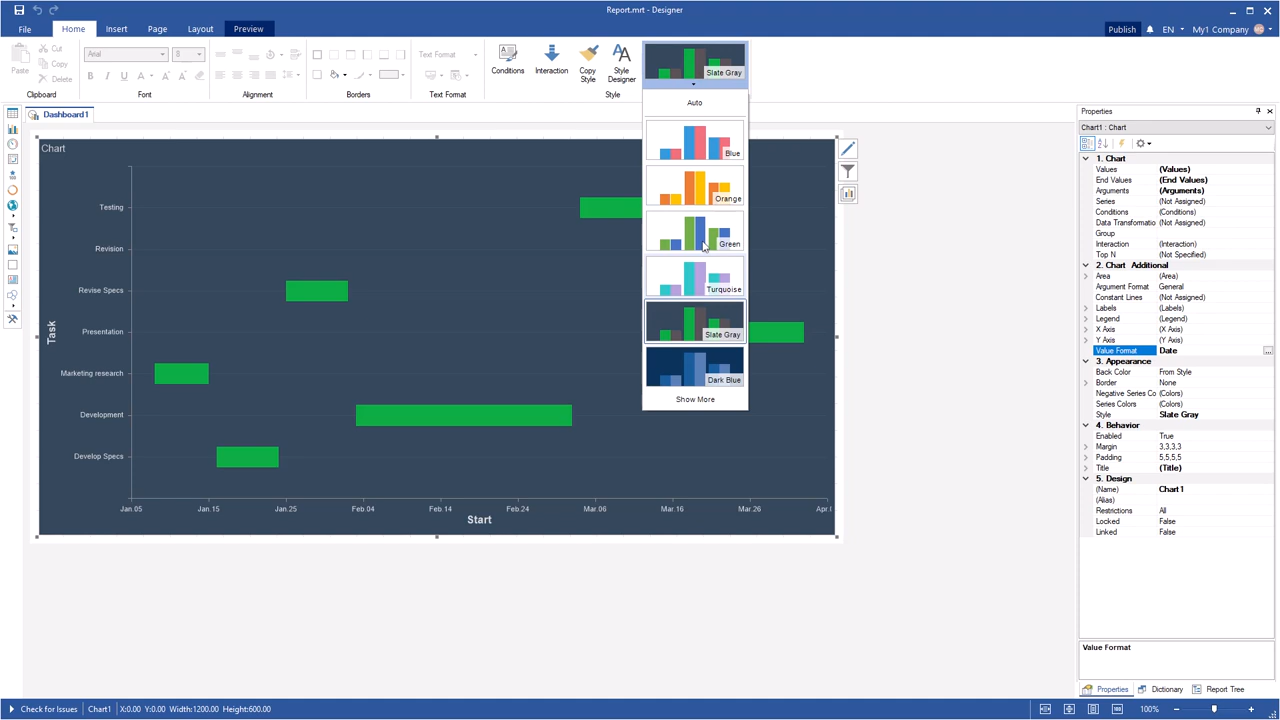 Report.mrt - Designer
File Home Insert Page Layout Preview
Publish EN My1 Company
Paste
Cut
Copy
Delete
Clipboard
Arial 8
B I U A
Font
Alignment
Borders
Text Format
Text Format
Conditions
Interaction
Copy Style
Style Designer
Style
Slate Gray
Auto
Blue
Orange
Green
Turquoise
Slate Gray
Dark Blue
Show More
Dashboard1
Chart
Testing
Revision
Revise Specs
Presentation
Marketing research
Development
Develop Specs
Task
Jan.05 Jan.15 Jan.25 Feb.04 Feb.14 Feb.24 Mar.06 Mar.16 Mar.26
Start
Properties
Chart1 : Chart
1. Chart
Values (Values)
End Values (End Values)
Arguments (Arguments)
Series (Not Assigned)
Conditions (Conditions)
Data Transformatio (Not Assigned)
Group
Interaction (Interaction)
Top N (Not Specified)
2. Chart Additional
Area (Area)
Argument Format General
Constant Lines (Not Assigned)
Labels (Labels)
Legend (Legend)
X Axis (X Axis)
Y Axis (Y Axis)
Value Format Date
3. Appearance
Back Color From Style
Border None
Negative Series Co (Colors)
Series Colors (Colors)
Style Slate Gray
4. Behavior
Enabled True
Margin 3,3,3,3
Padding 5,5,5,5
Title (Title)
5. Design
(Name) Chart1
(Alias)
Restrictions All
Locked False
Linked False
Value Format
Properties Dictionary Report Tree
Check for Issues Chart1 X:0.00 Y:0.00 Width:1200.00 Height:600.00
100%